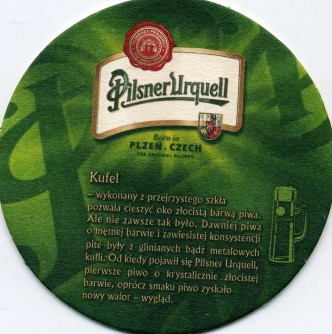 Pilsner Urquell
Born in
PLZEŇ . CZECH
THE ORIGINAL PILSNER
Kufel
– wykonany z przejrzystego szkła
pozwala cieszyć oko złocistą barwą piwa.
Ale nie zawsze tak było. Dawniej piwa
o mętnej barwie i zawiesistej konsystencji
pite były z glinianych bądź metalowych
kufli. Od kiedy pojawił się Pilsner Urquell,
pierwsze piwo o krystalicznie złocistej
barwie, oprócz smaku piwo zyskało
nowy walor – wygląd.